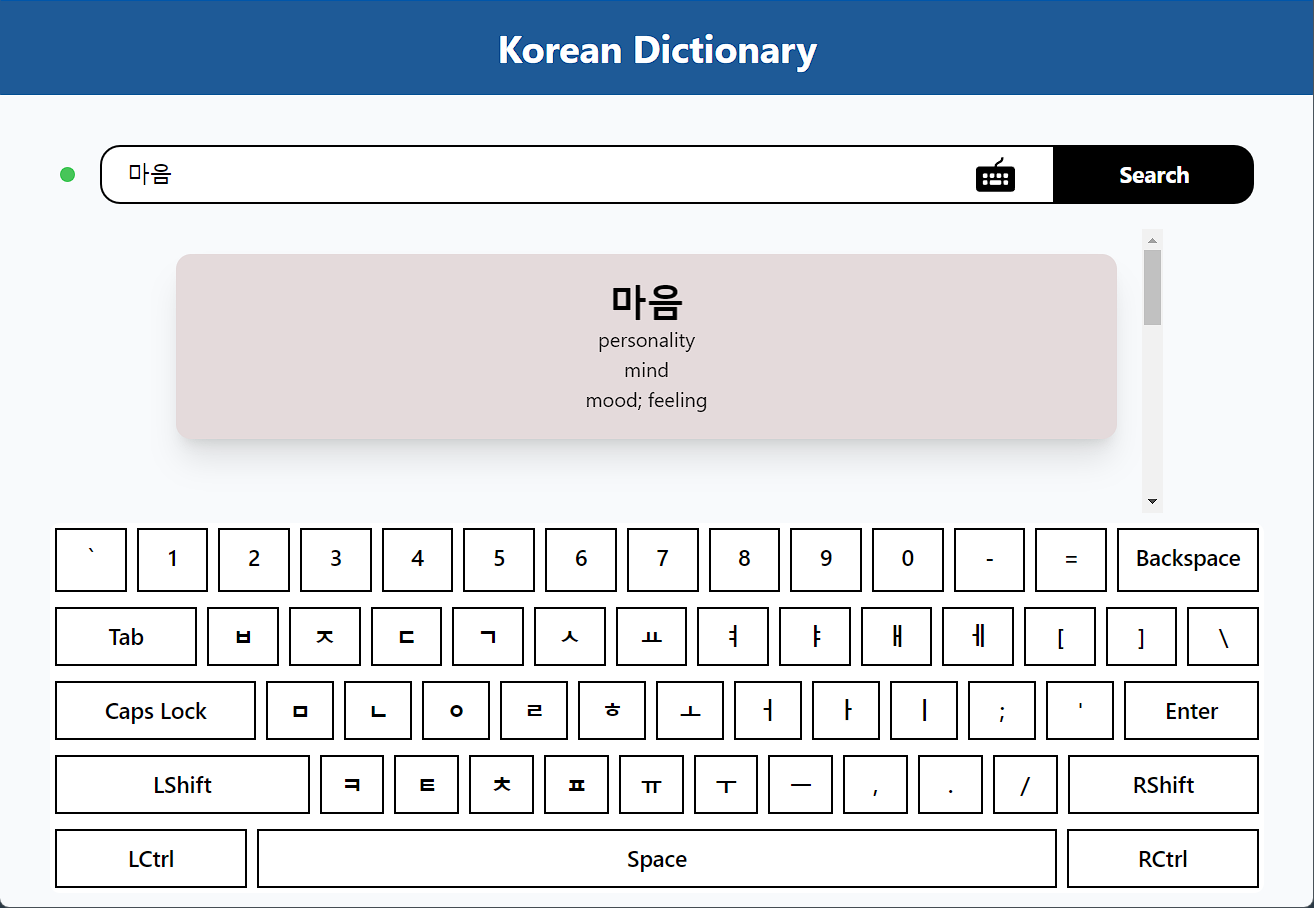 Korean Dictionary
마음
Search
마음
personality
mind
mood; feeling
` 1 2 3 4 5 6 7 8 9 0 - = Backspace
Tab ㅂ ㅈ ㄷ ㄱ ㅅ ㅛ ㅕ ㅑ ㅐ ㅔ [ ] \
Caps Lock ㅁ ㄴ ㅇ ㄹ ㅎ ㅗ ㅓ ㅏ ㅣ ; ' Enter
LShift ㅋ ㅌ ㅊ ㅍ ㅠ ㅜ ㅡ , . / RShift
LCtrl Space RCtrl